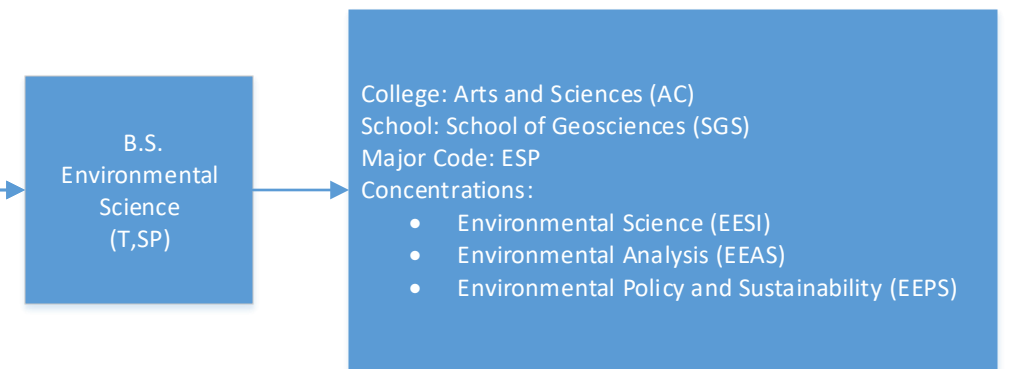 B.S.
Environmental
Science
(T,SP)
College: Arts and Sciences (AC)
School: School of Geosciences (SGS)
Major Code: ESP
Concentrations:
• Environmental Science (EESI)
• Environmental Analysis (EEAS)
• Environmental Policy and Sustainability (EEPS)